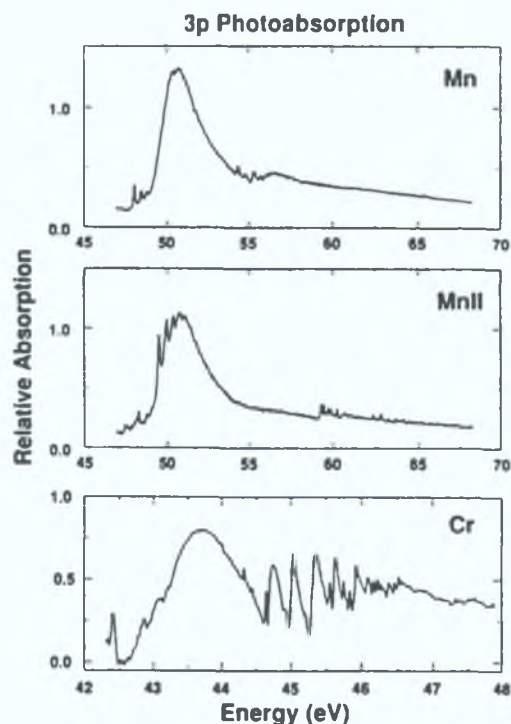 3p Photoabsorption
Relative Absorption
Mn
1.0
0.0
45 50 55 60 65 70
MnII
1.0
0.0
45 50 55 60 65 70
Cr
1.0
0.5
0.0
42 43 44 45 46 47 48
Energy (eV)